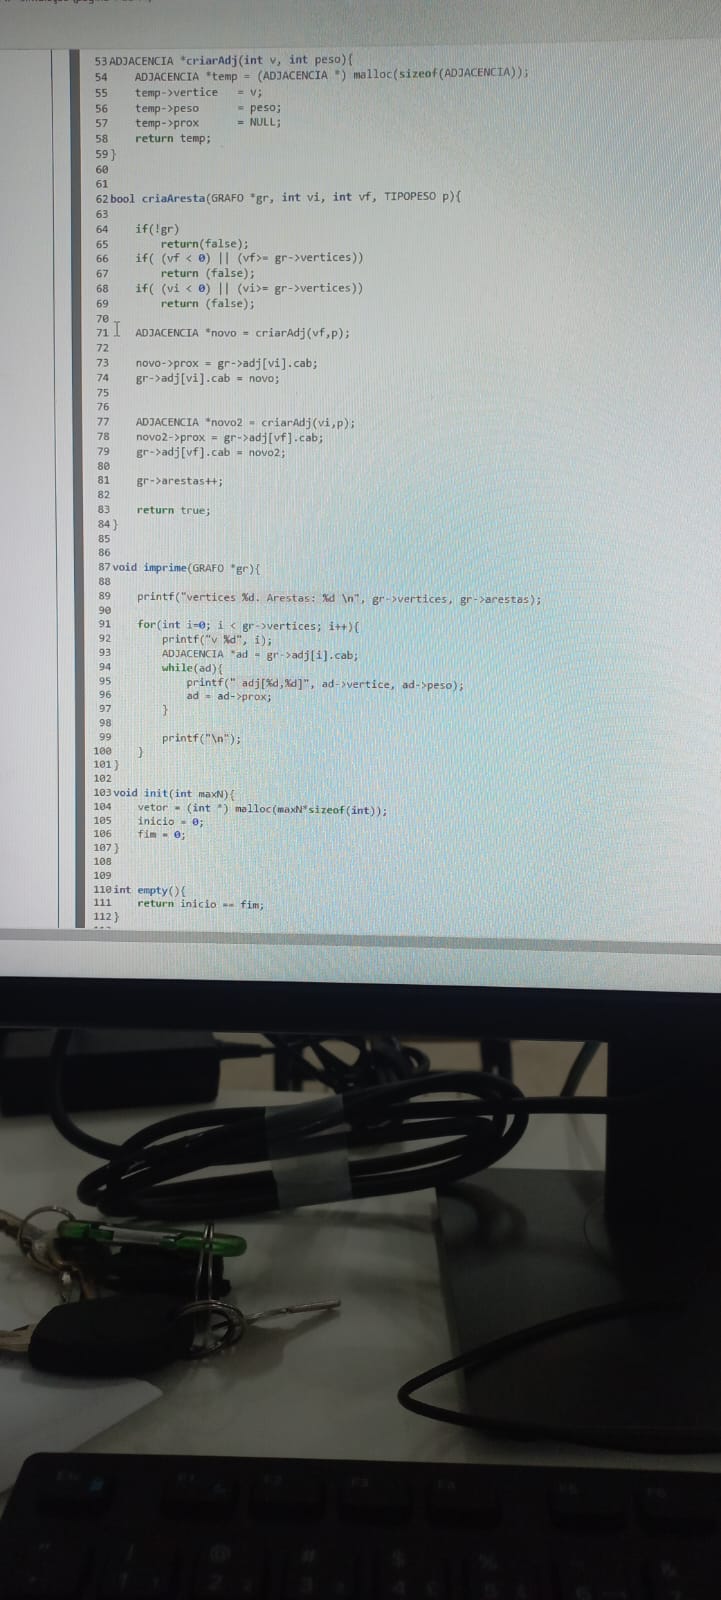 53 ADJACENCIA *criarAdj(int v, int peso){
54 ADJACENCIA *temp = (ADJACENCIA *) malloc(sizeof(ADJACENCIA));
55 temp->vertice = v;
56 temp->peso = peso;
57 temp->prox = NULL;
58 return temp;
59 }
60
61
62 bool criaAresta(GRAFO *gr, int vi, int vf, TIPOPESO p){
63
64 if(!gr)
65 return(false);
66 if( (vf < 0) || (vf>= gr->vertices))
67 return (false);
68 if( (vi < 0) || (vi>= gr->vertices))
69 return (false);
70
71 ADJACENCIA *novo = criarAdj(vf,p);
72
73 novo->prox = gr->adj[vi].cab;
74 gr->adj[vi].cab = novo;
75
76
77 ADJACENCIA *novo2 = criarAdj(vi,p);
78 novo2->prox = gr->adj[vf].cab;
79 gr->adj[vf].cab = novo2;
80
81 gr->arestas++;
82
83 return true;
84 }
85
86
87 void imprime(GRAFO *gr){
88
89 printf("vertices %d. Arestas: %d \n", gr->vertices, gr->arestas);
90
91 for(int i=0; i < gr->vertices; i++){
92 printf("v %d", i);
93 ADJACENCIA *ad = gr->adj[i].cab;
94 while(ad){
95 printf(" adj[%d,%d]", ad->vertice, ad->peso);
96 ad = ad->prox;
97 }
98
99 printf("\n");
100 }
101 }
102
103 void init(int maxN){
104 vetor = (int *) malloc(maxN*sizeof(int));
105 inicio = 0;
106 fim = 0;
107 }
108
109
110 int empty(){
111 return inicio == fim;
112 }